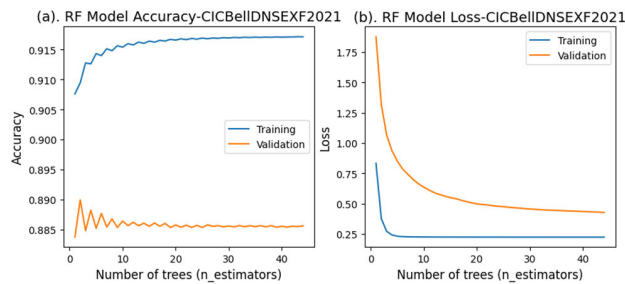 (a). RF Model Accuracy-CICBellDNSEXF2021
(b). RF Model Loss-CICBellDNSEXF2021
Accuracy
0.915
0.910
0.905
0.900
0.895
0.890
0.885
Training
Validation
0
10
20
30
40
Number of trees (n_estimators)
Loss
1.75
1.50
1.25
1.00
0.75
0.50
0.25
Training
Validation
0
20
40
Number of trees (n_estimators)